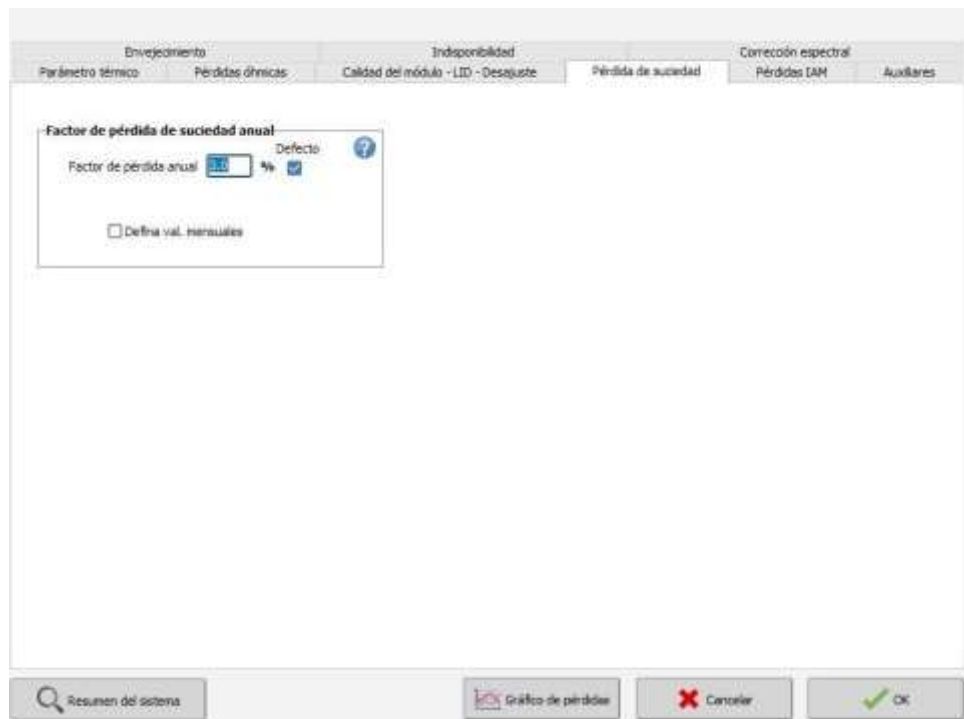 Envejecimiento Indisponibilidad Corrección espectral
Parámetro térmico Pérdidas óhmicas Calidad del módulo - LID - Desajuste Pérdida de suciedad Pérdidas IAM Auxiliares
Factor de pérdida de suciedad anual
Defecto
Factor de pérdida anual %
Defina val. mensuales
Resumen del sistema Gráfico de pérdidas Cancelar OK